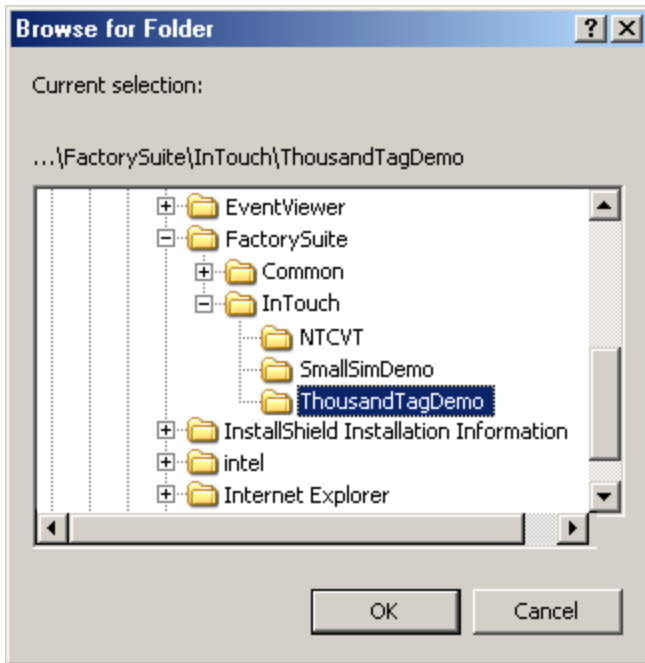 Browse for Folder
Current selection:
...\FactorySuite\InTouch\ThousandTagDemo
EventViewer
FactorySuite
Common
InTouch
NTCVT
SmallSimDemo
ThousandTagDemo
InstallShield Installation Information
intel
Internet Explorer
OK Cancel